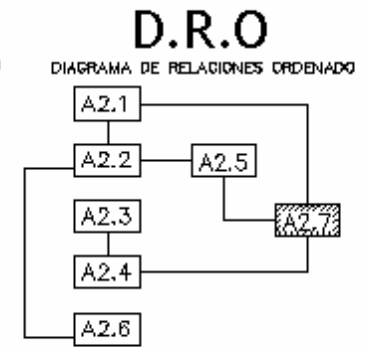 D.R.O
DIAGRAMA DE RELACIONES ORDENADO
A2.1
A2.2
A2.5
A2.3
A2.7
A2.4
A2.6